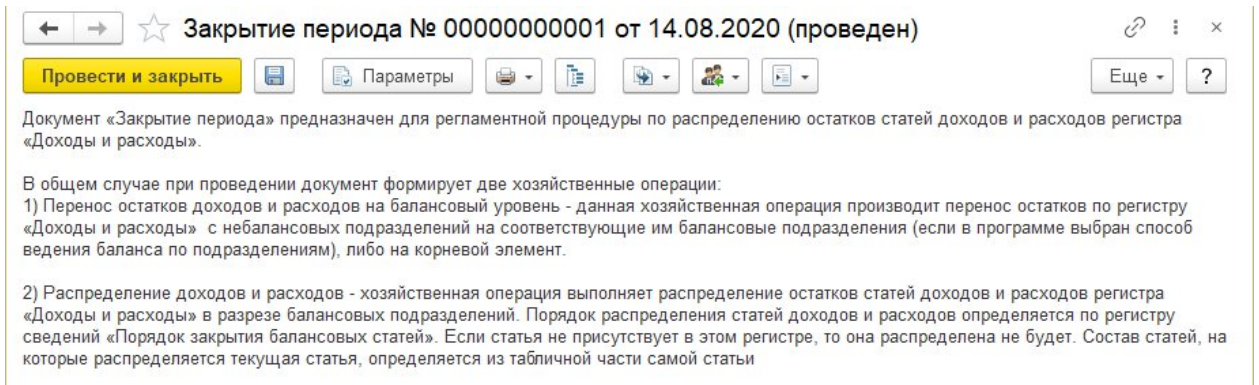 Закрытие периода № 00000000001 от 14.08.2020 (проведен)
Провести и закрыть
Параметры
Еще
?
Документ «Закрытие периода» предназначен для регламентной процедуры по распределению остатков статей доходов и расходов регистра
«Доходы и расходы».
В общем случае при проведении документ формирует две хозяйственные операции:
1) Перенос остатков доходов и расходов на балансовый уровень - данная хозяйственная операция производит перенос остатков по регистру
«Доходы и расходы» с небалансовых подразделений на соответствующие им балансовые подразделения (если в программе выбран способ
ведения баланса по подразделениям), либо на корневой элемент.
2) Распределение доходов и расходов - хозяйственная операция выполняет распределение остатков статей доходов и расходов регистра
«Доходы и расходы» в разрезе балансовых подразделений. Порядок распределения статей доходов и расходов определяется по регистру
сведений «Порядок закрытия балансовых статей». Если статья не присутствует в этом регистре, то она распределена не будет. Состав статей, на
которые распределяется текущая статья, определяется из табличной части самой статьи